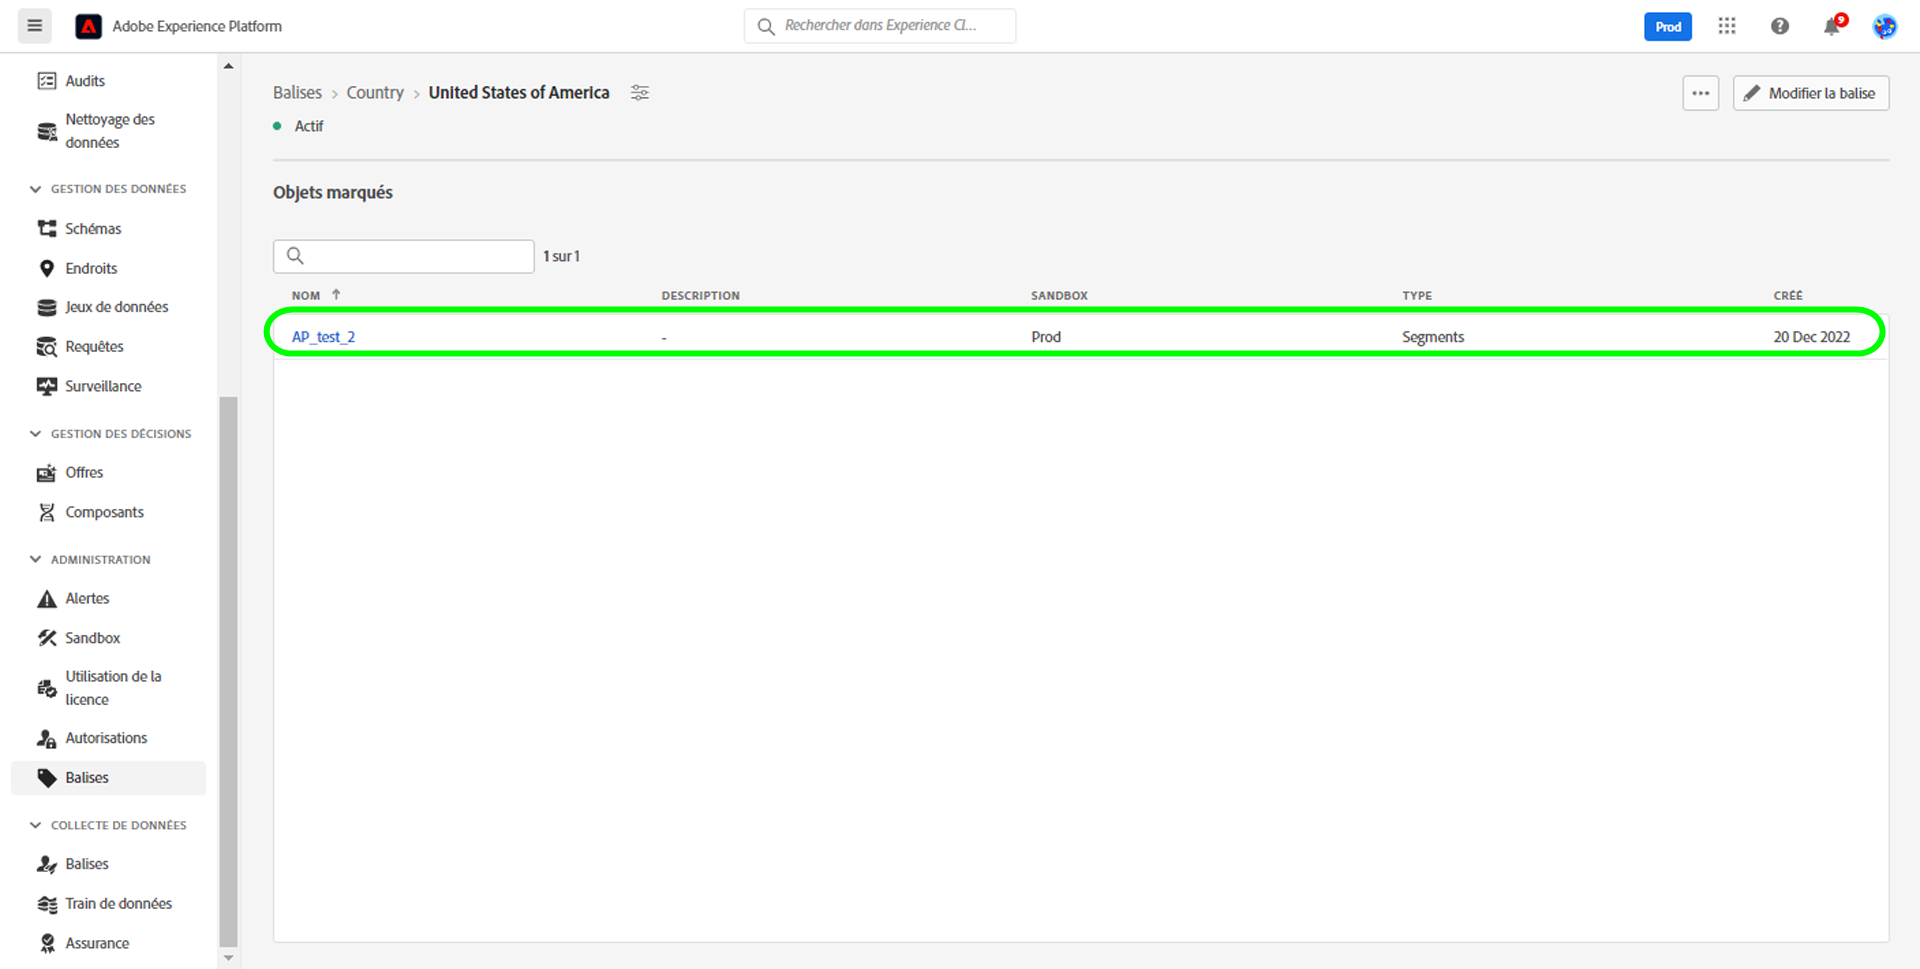 Adobe Experience Platform
Rechercher dans Experience Cl...
Prod
9
Audits
Nettoyage des
données
GESTION DES DONNÉES
Schémas
Endroits
Jeux de données
Requêtes
Surveillance
GESTION DES DÉCISIONS
Offres
Composants
ADMINISTRATION
Alertes
Sandbox
Utilisation de la
licence
Autorisations
Balises
COLLECTE DE DONNÉES
Balises
Train de données
Assurance
Balises > Country > United States of America
Modifier la balise
Actif
Objets marqués
1 sur 1
NOM DESCRIPTION SANDBOX TYPE CRÉÉ
AP_test_2 - Prod Segments 20 Dec 2022